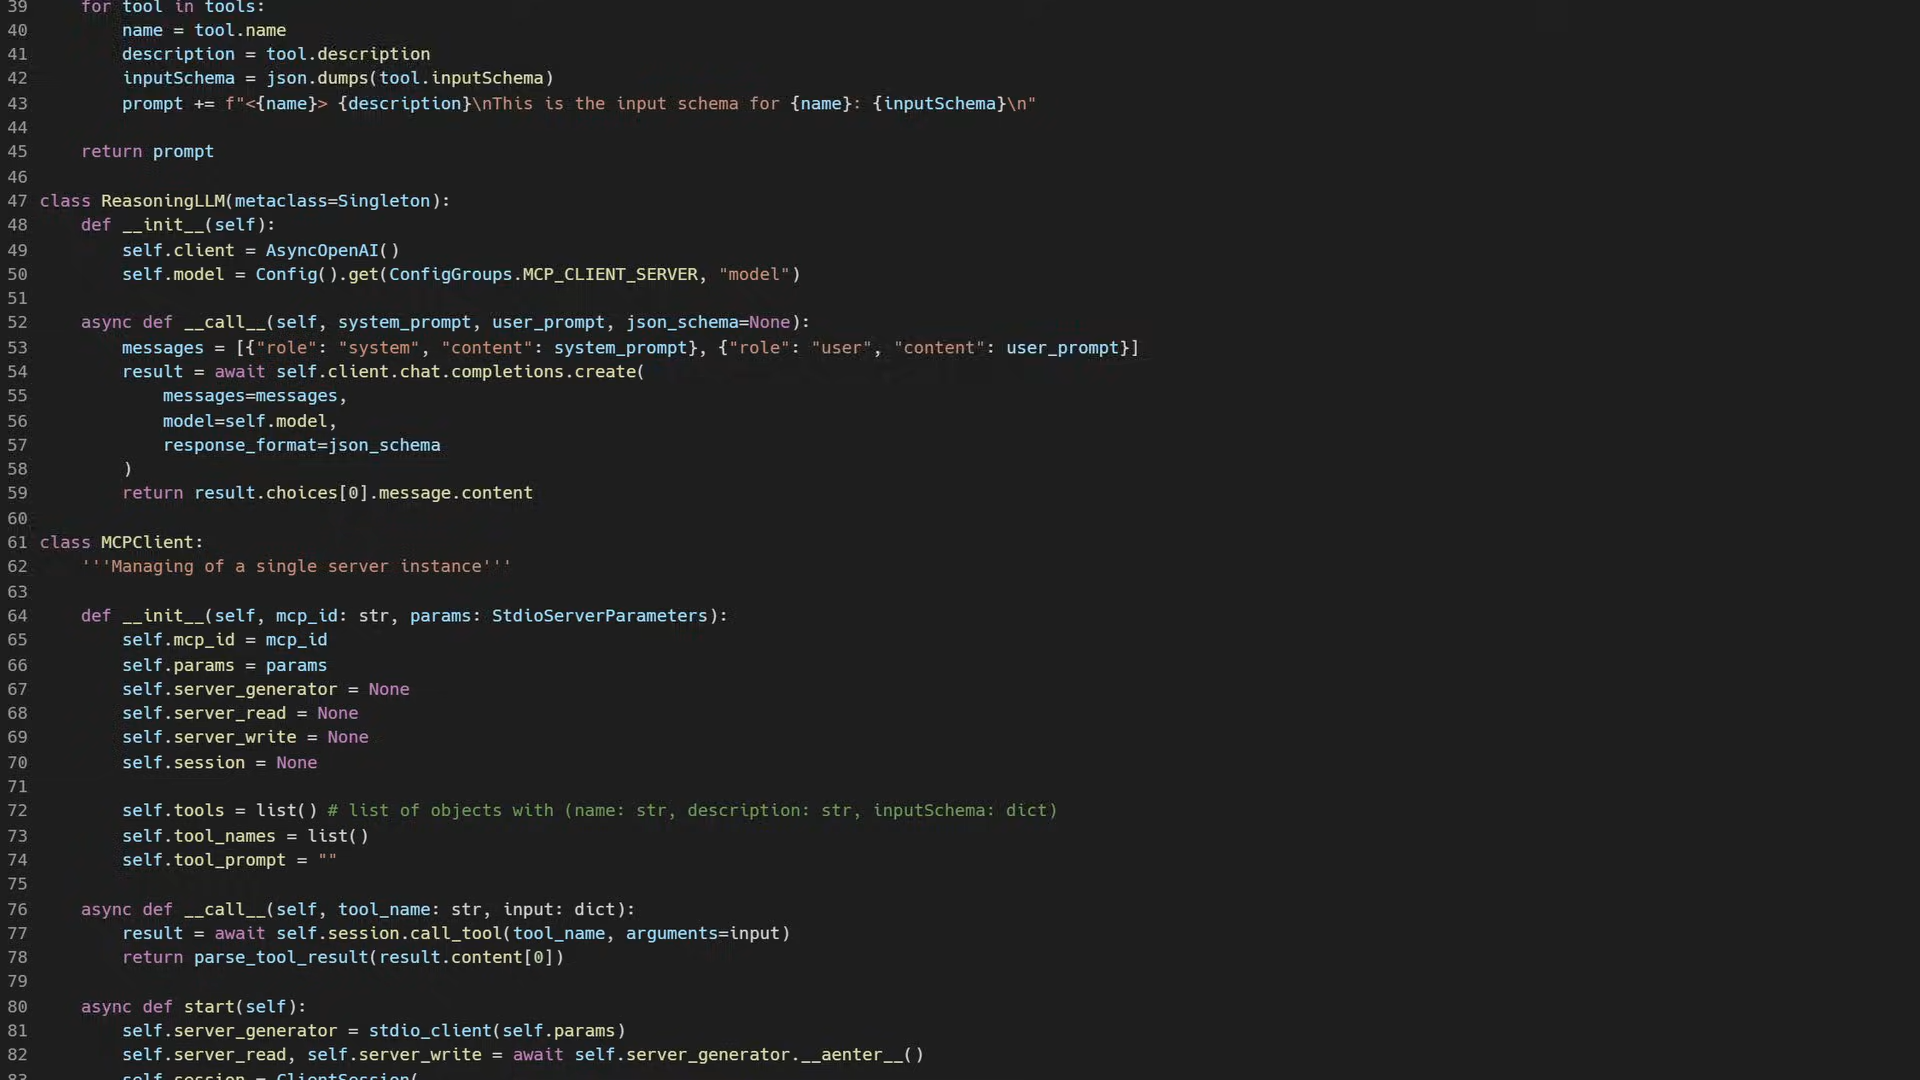 39     for tool in tools:
40         name = tool.name
41         description = tool.description
42         inputSchema = json.dumps(tool.inputSchema)
43         prompt += f"<{name}> {description}\nThis is the input schema for {name}: {inputSchema}\n"
44
45     return prompt
46
47 class ReasoningLLM(metaclass=Singleton):
48     def __init__(self):
49         self.client = AsyncOpenAI()
50         self.model = Config().get(ConfigGroups.MCP_CLIENT_SERVER, "model")
51
52     async def __call__(self, system_prompt, user_prompt, json_schema=None):
53         messages = [{"role": "system", "content": system_prompt}, {"role": "user", "content": user_prompt}]
54         result = await self.client.chat.completions.create(
55             messages=messages,
56             model=self.model,
57             response_format=json_schema
58         )
59         return result.choices[0].message.content
60
61 class MCPClient:
62     '''Managing of a single server instance'''
63
64     def __init__(self, mcp_id: str, params: StdioServerParameters):
65         self.mcp_id = mcp_id
66         self.params = params
67         self.server_generator = None
68         self.server_read = None
69         self.server_write = None
70         self.session = None
71
72         self.tools = list() # list of objects with (name: str, description: str, inputSchema: dict)
73         self.tool_names = list()
74         self.tool_prompt = ""
75
76     async def __call__(self, tool_name: str, input: dict):
77         result = await self.session.call_tool(tool_name, arguments=input)
78         return parse_tool_result(result.content[0])
79
80     async def start(self):
81         self.server_generator = stdio_client(self.params)
82         self.server_read, self.server_write = await self.server_generator.__aenter__()
83         self.session = ClientSession(